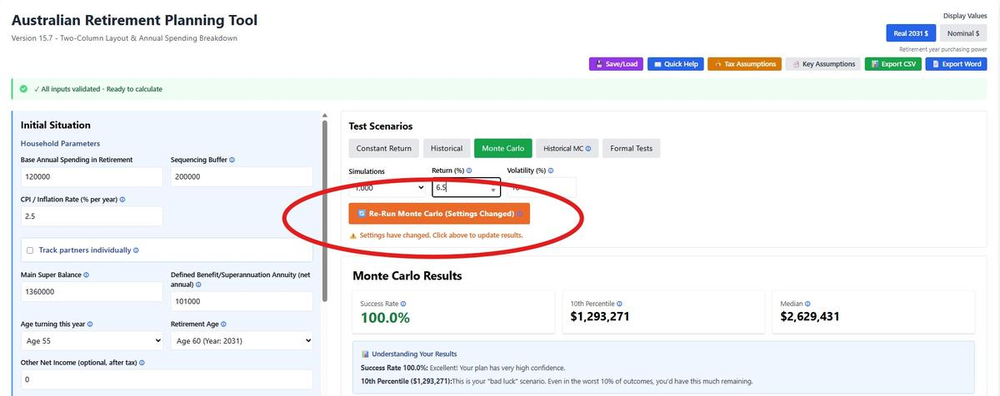 Australian Retirement Planning Tool
Version 15.7 - Two-Column Layout & Annual Spending Breakdown
Display Values
Real 2031 $ Nominal $
Retirement year purchasing power
Save/Load Quick Help Tax Assumptions Key Assumptions Export CSV Export Word
✓ All inputs validated - Ready to calculate
Initial Situation
Household Parameters
Base Annual Spending in Retirement Sequencing Buffer
120000 200000
CPI / Inflation Rate (% per year)
2.5
Track partners individually
Main Super Balance Defined Benefit/Superannuation Annuity (net annual)
1360000 101000
Age turning this year Retirement Age
Age 55 Age 60 (Year: 2031)
Other Net Income (optional, after tax)
0
Test Scenarios
Constant Return Historical Monte Carlo Historical MC Formal Tests
Simulations Return (%) Volatility (%)
1,000 6.5
Re-Run Monte Carlo (Settings Changed)
Settings have changed. Click above to update results.
Monte Carlo Results
Success Rate 10th Percentile Median
100.0% $1,293,271 $2,629,431
Understanding Your Results
Success Rate 100.0%: Excellent! Your plan has very high confidence.
10th Percentile ($1,293,271):This is your "bad luck" scenario. Even in the worst 10% of outcomes, you'd have this much remaining.